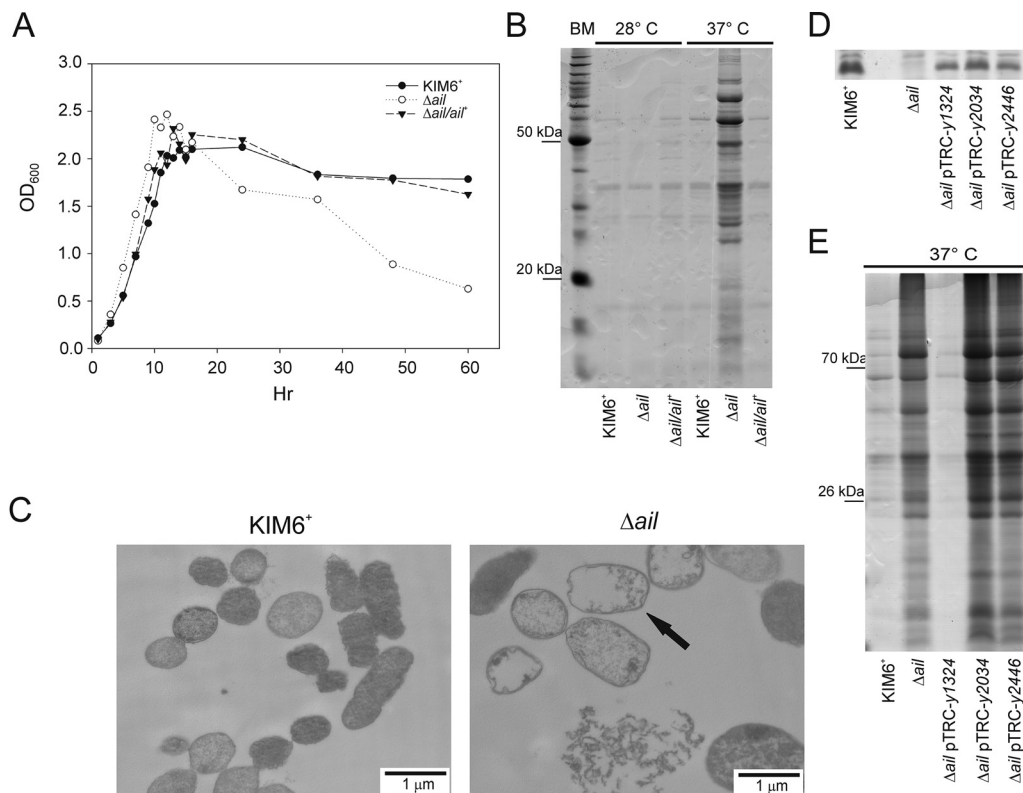 A
3.0
2.5
2.0
1.5
1.0
0.5
0.0
OD600
0 10 20 30 40 50 60
Hr
KIM6+
Δail
Δail/ail+
B
BM 28° C 37° C
50 kDa
20 kDa
KIM6+
Δail
Δail/ail+
KIM6+
Δail
Δail/ail+
C
KIM6+
Δail
1 μm
1 μm
D
KIM6+
Δail
Δail pTRC-y1324
Δail pTRC-y2034
Δail pTRC-y2446
E
37° C
70 kDa
26 kDa
KIM6+
Δail
Δail pTRC-y1324
Δail pTRC-y2034
Δail pTRC-y2446